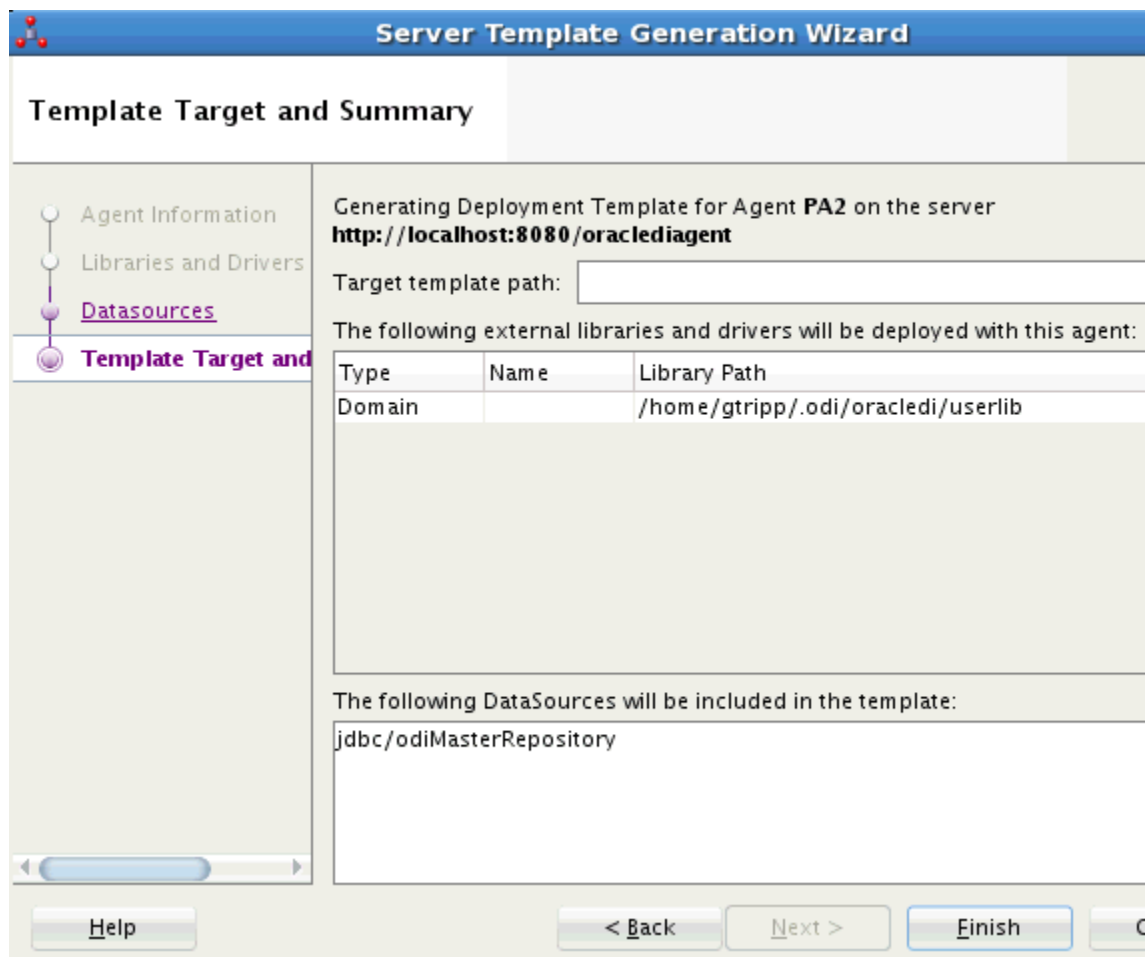 Server Template Generation Wizard
Template Target and Summary
Agent Information
Libraries and Drivers
Datasources
Template Target and
Generating Deployment Template for Agent PA2 on the server
http://localhost:8080/oraclediagent
Target template path:
The following external libraries and drivers will be deployed with this agent:
Type Name Library Path
Domain /home/gtripp/.odi/oracledi/userlib
The following DataSources will be included in the template:
jdbc/odiMasterRepository
Help < Back Next > Finish